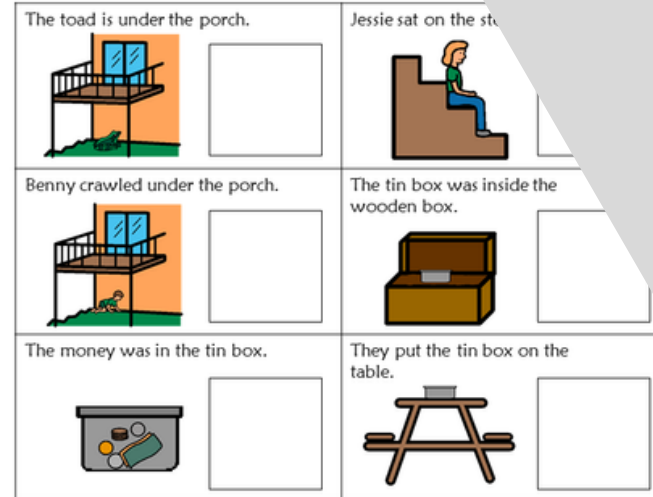 The toad is under the porch.
Jessie sat on the
Benny crawled under the porch.
The tin box was inside the
wooden box.
The money was in the tin box.
They put the tin box on the
table.